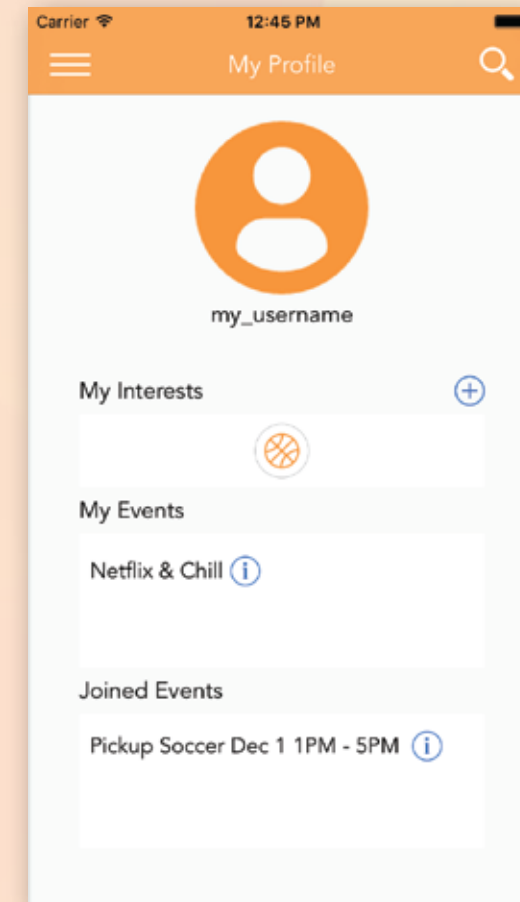 Carrier 12:45 PM
My Profile
my_username
My Interests
My Events
Netflix & Chill
Joined Events
Pickup Soccer Dec 1 1PM - 5PM